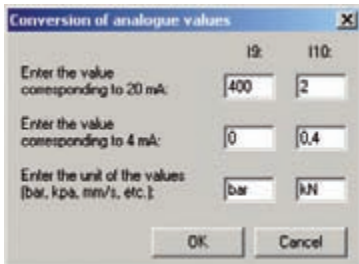 Conversion of analogue values
I9: I10:
Enter the value
corresponding to 20 mA: 400 2
Enter the value
corresponding to 4 mA: 0 0,4
Enter the unit of the values
(bar, kpa, mm/s, etc.): bar kN
OK Cancel